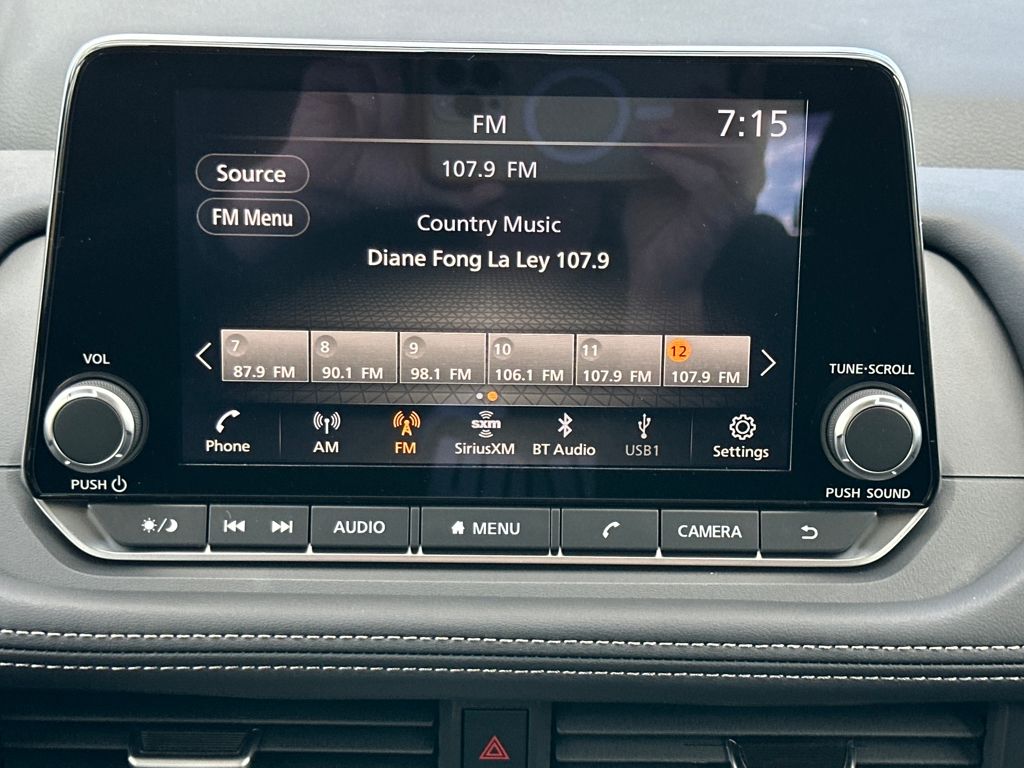 FM
7:15
107.9 FM
Source
FM Menu
Country Music
Diane Fong La Ley 107.9
7
87.9 FM
8
90.1 FM
9
98.1 FM
10
106.1 FM
11
107.9 FM
12
107.9 FM
VOL
TUNE·SCROLL
Phone
AM
FM
sxm
SiriusXM
BT Audio
USB1
Settings
PUSH
PUSH SOUND
AUDIO
MENU
CAMERA